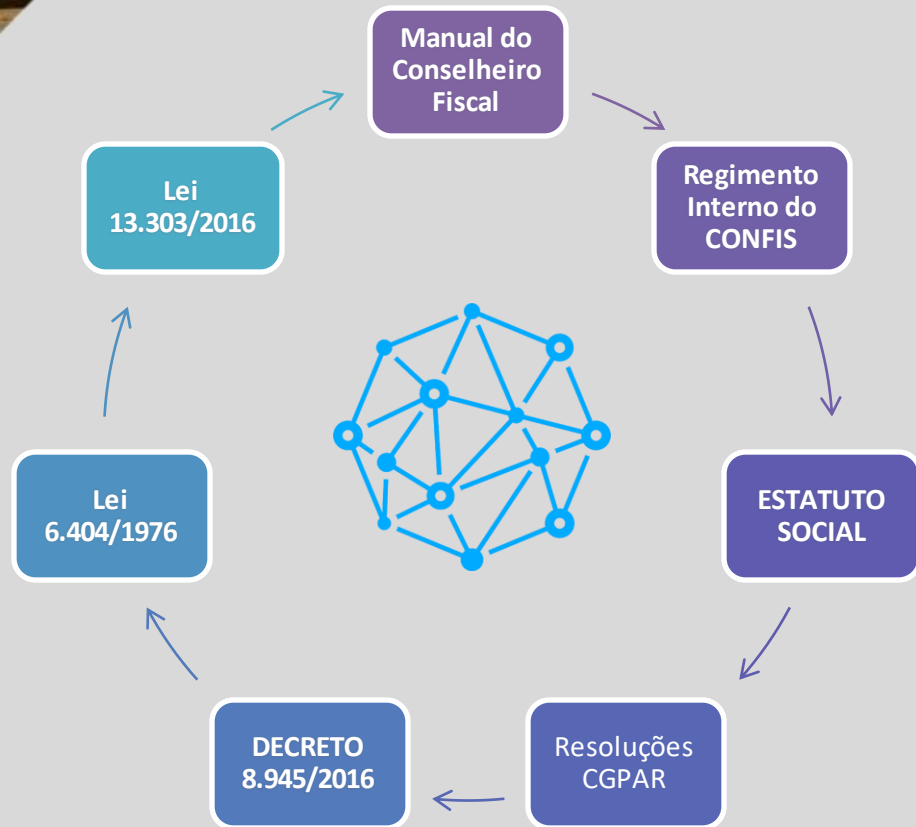 Manual do
Conselheiro
Fiscal
Regimento
Interno do
CONFIS
ESTATUTO
SOCIAL
Resoluções
CGPAR
DECRETO
8.945/2016
Lei
6.404/1976
Lei
13.303/2016